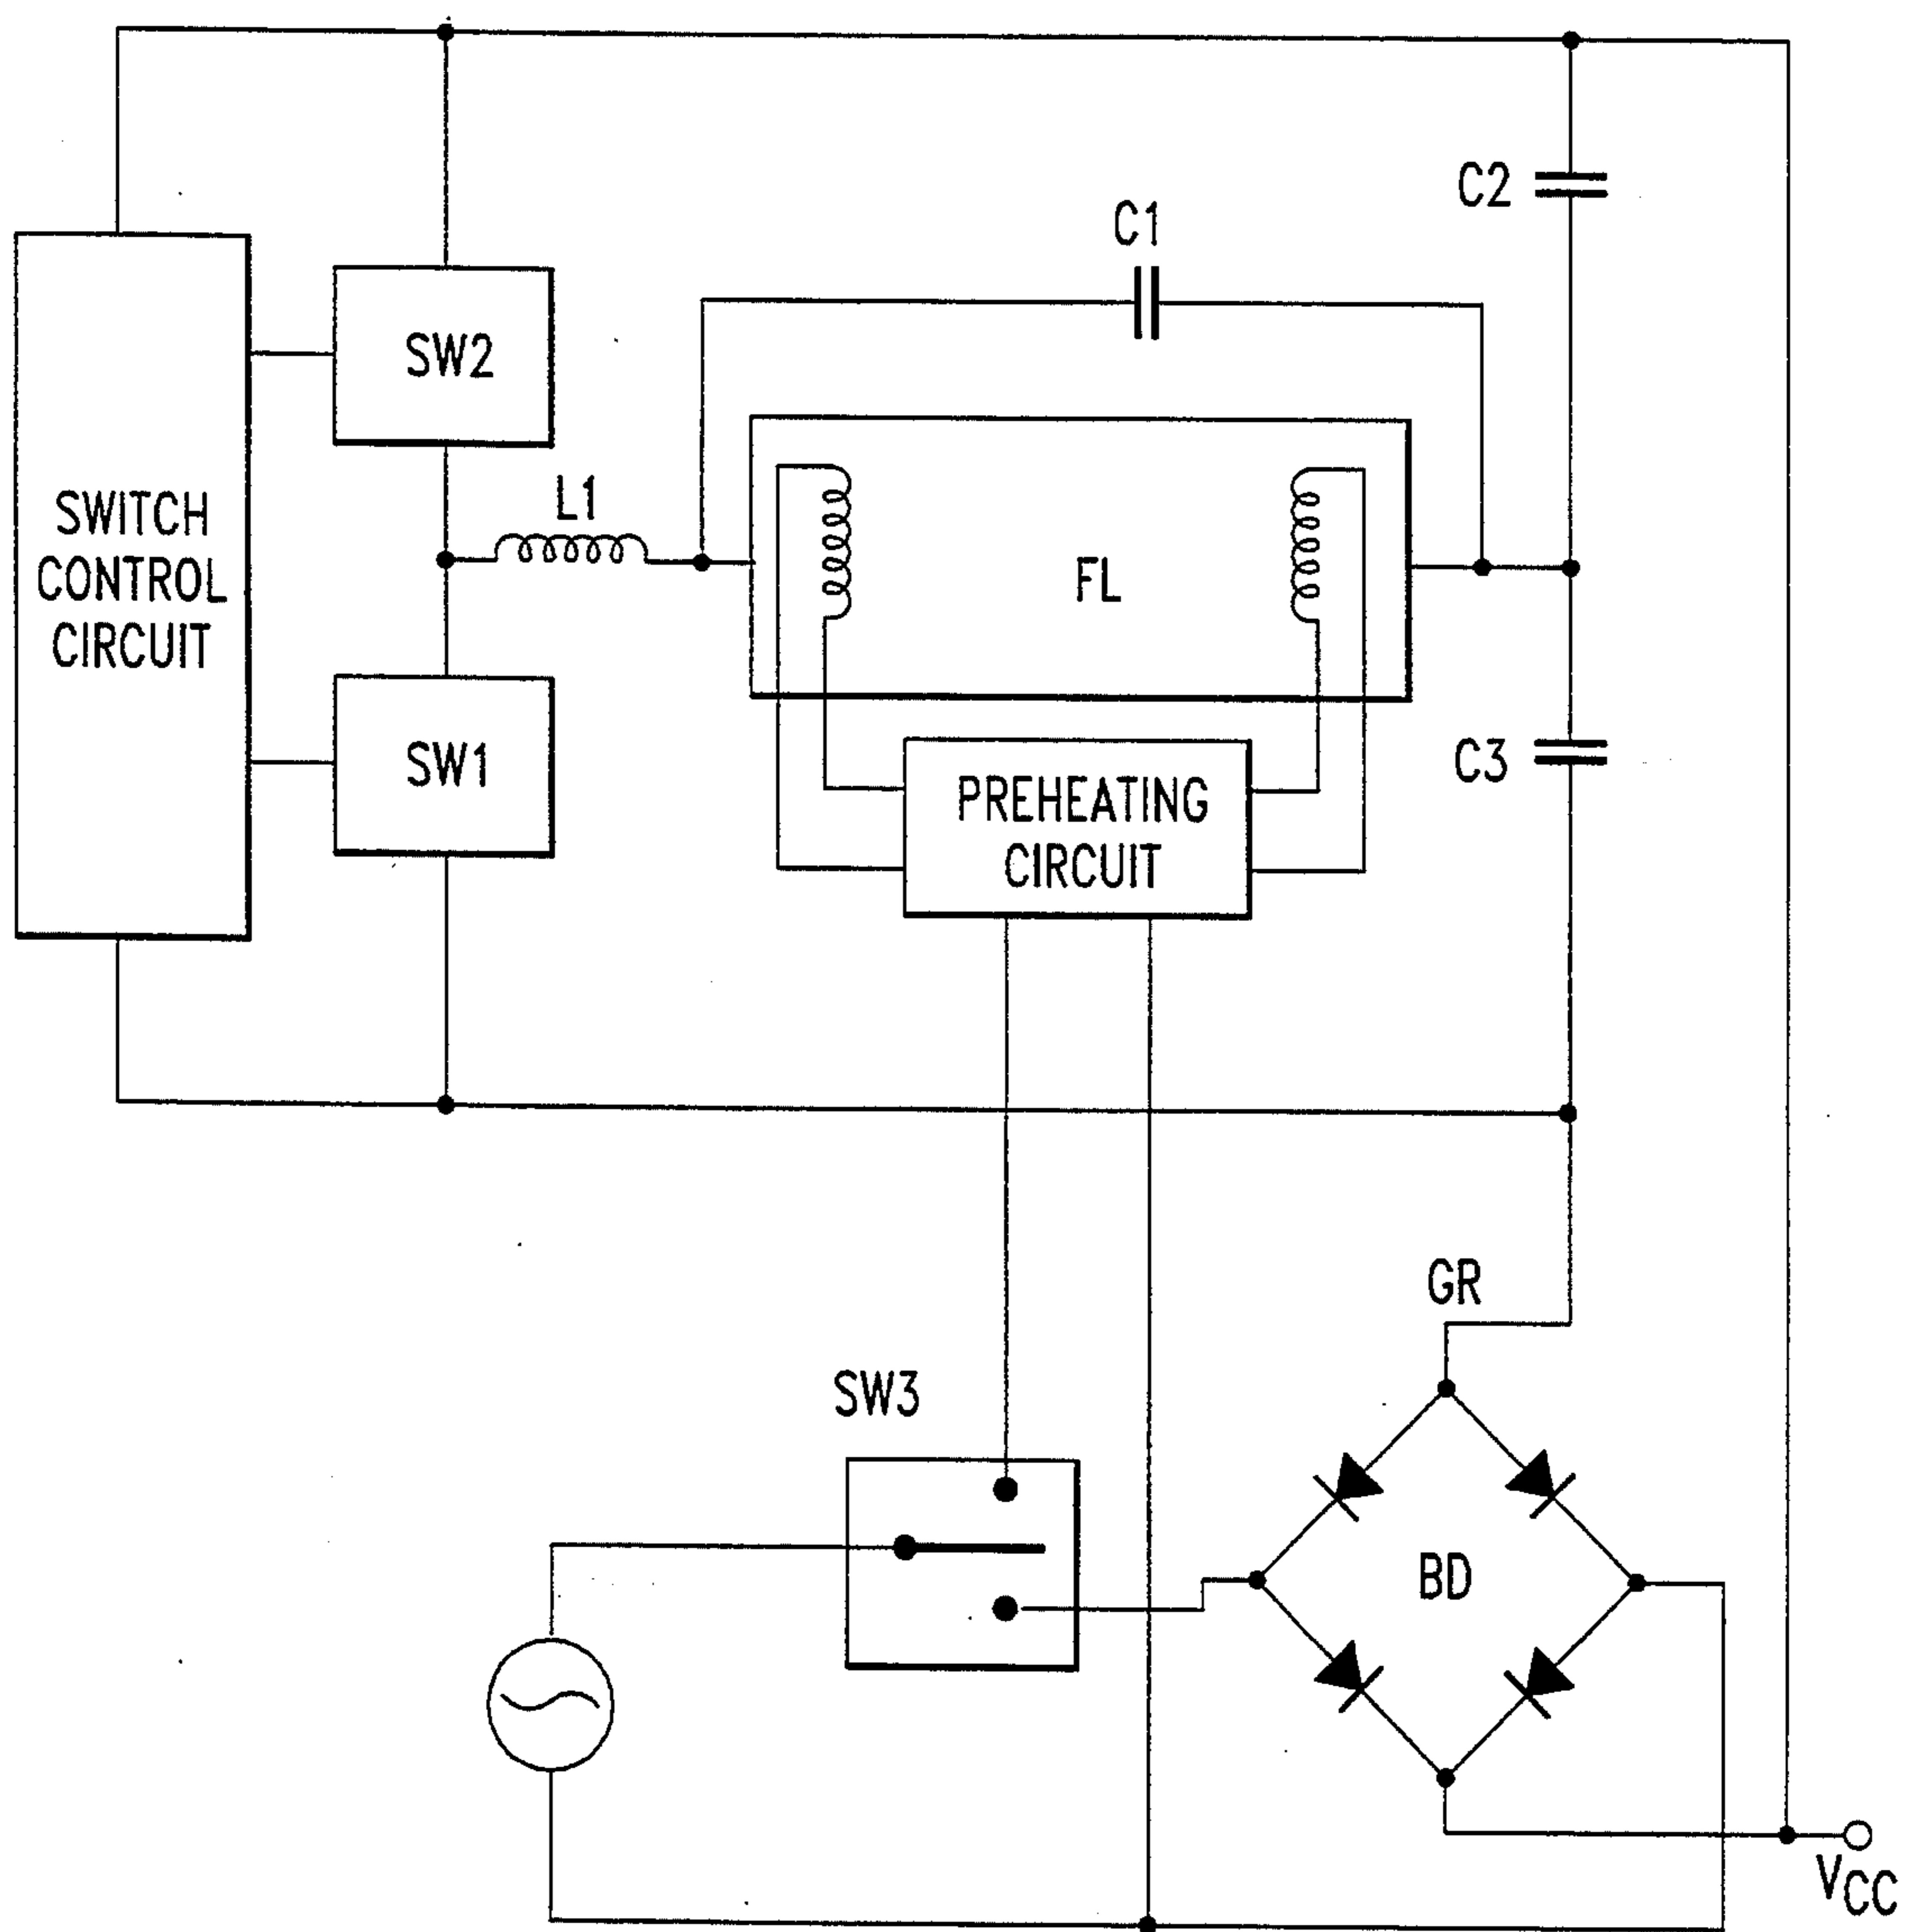 C2
C1
SW2
L1
SWITCH
CONTROL
CIRCUIT
FL
SW1
C3
PREHEATING
CIRCUIT
GR
SW3
BD
VCC